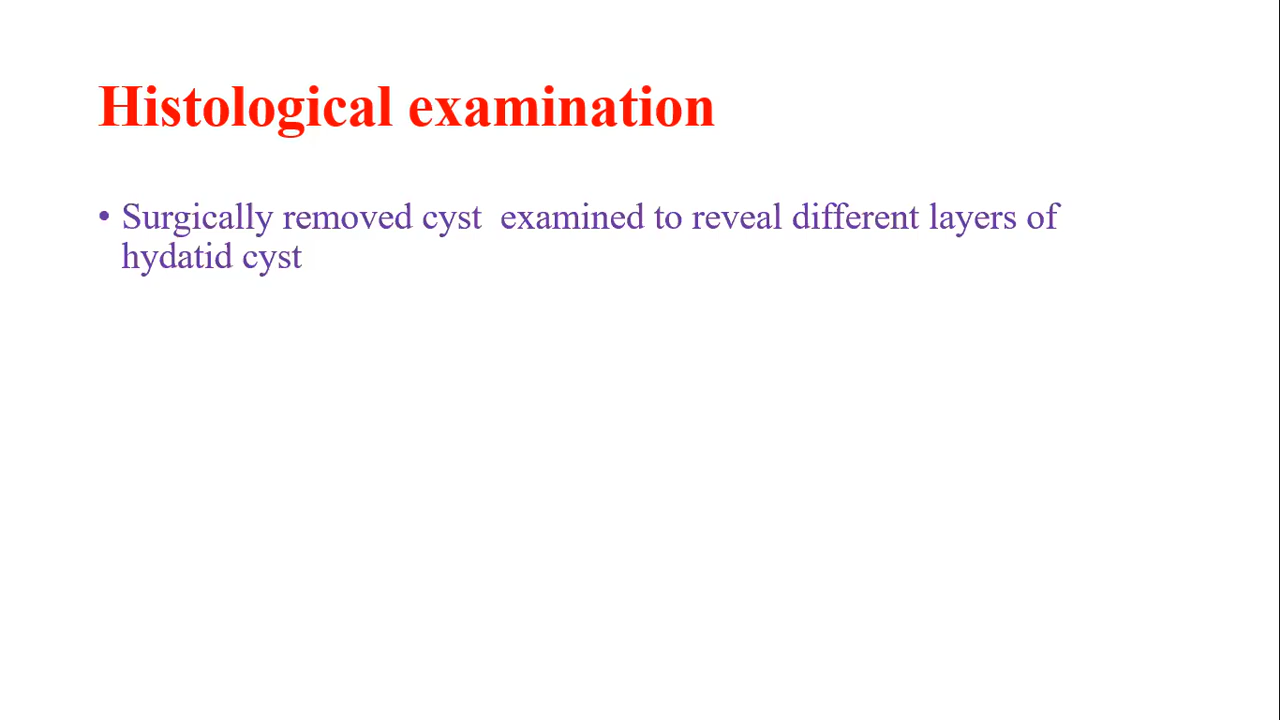 Histological examination
• Surgically removed cyst  examined to reveal different layers of
hydatid cyst